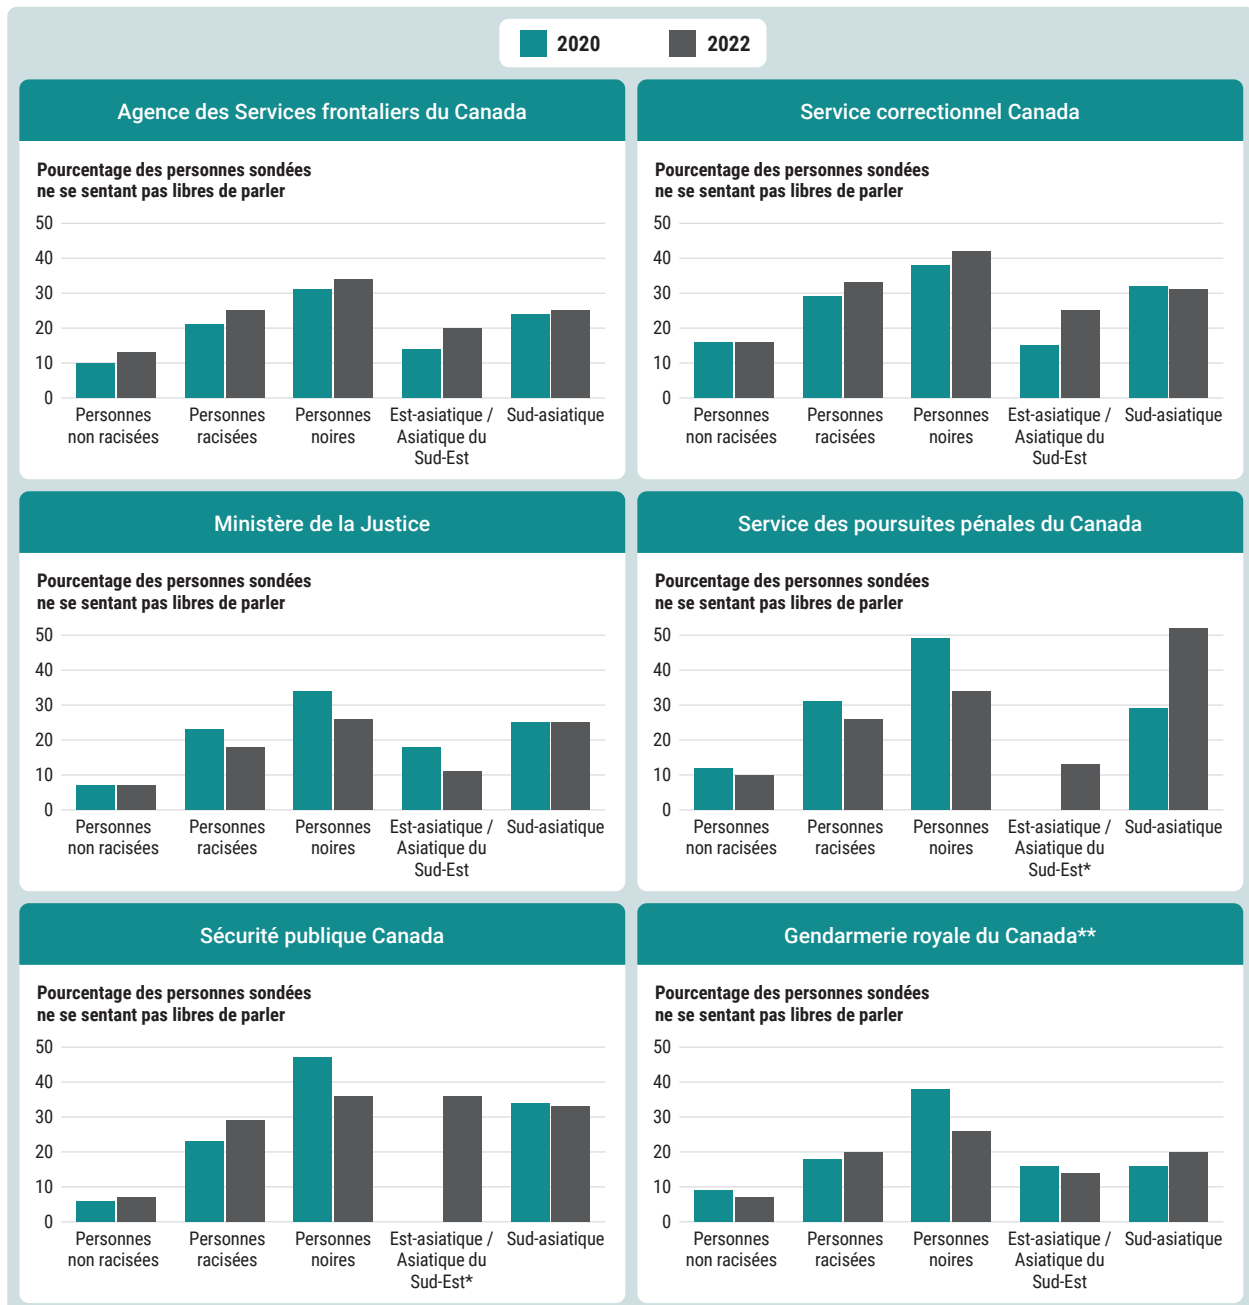 2020
2022
Agence des Services frontaliers du Canada
Pourcentage des personnes sondées
ne se sentant pas libres de parler
50
40
30
20
10
0
Personnes
non racisées
Personnes
racisées
Personnes
noires
Est-asiatique /
Asiatique du
Sud-Est
Sud-asiatique
Service correctionnel Canada
Pourcentage des personnes sondées
ne se sentant pas libres de parler
50
40
30
20
10
0
Personnes
non racisées
Personnes
racisées
Personnes
noires
Est-asiatique /
Asiatique du
Sud-Est
Sud-asiatique
Ministère de la Justice
Pourcentage des personnes sondées
ne se sentant pas libres de parler
50
40
30
20
10
0
Personnes
non racisées
Personnes
racisées
Personnes
noires
Est-asiatique /
Asiatique du
Sud-Est
Sud-asiatique
Service des poursuites pénales du Canada
Pourcentage des personnes sondées
ne se sentant pas libres de parler
50
40
30
20
10
0
Personnes
non racisées
Personnes
racisées
Personnes
noires
Est-asiatique /
Asiatique du
Sud-Est*
Sud-asiatique
Sécurité publique Canada
Pourcentage des personnes sondées
ne se sentant pas libres de parler
50
40
30
20
10
0
Personnes
non racisées
Personnes
racisées
Personnes
noires
Est-asiatique /
Asiatique du
Sud-Est*
Sud-asiatique
Gendarmerie royale du Canada**
Pourcentage des personnes sondées
ne se sentant pas libres de parler
50
40
30
20
10
0
Personnes
non racisées
Personnes
racisées
Personnes
noires
Est-asiatique /
Asiatique du
Sud-Est
Sud-asiatique